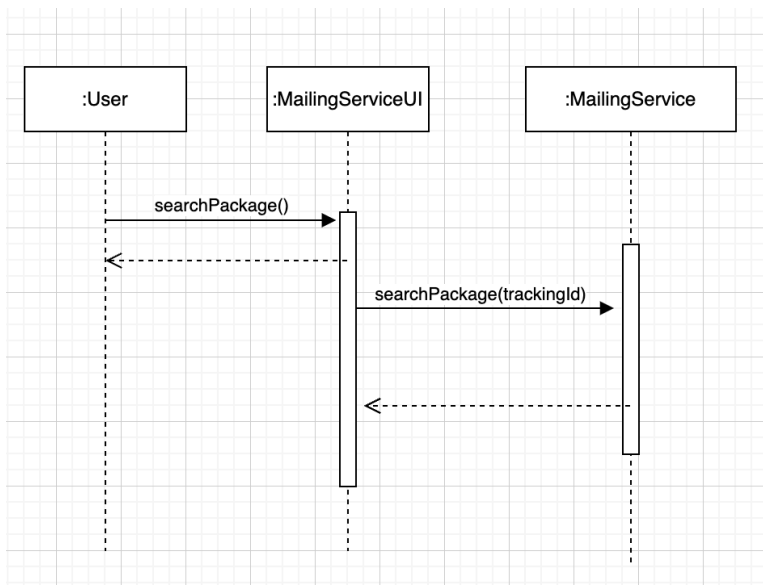 :User
:MailingServiceUI
:MailingService
searchPackage()
searchPackage(trackingId)